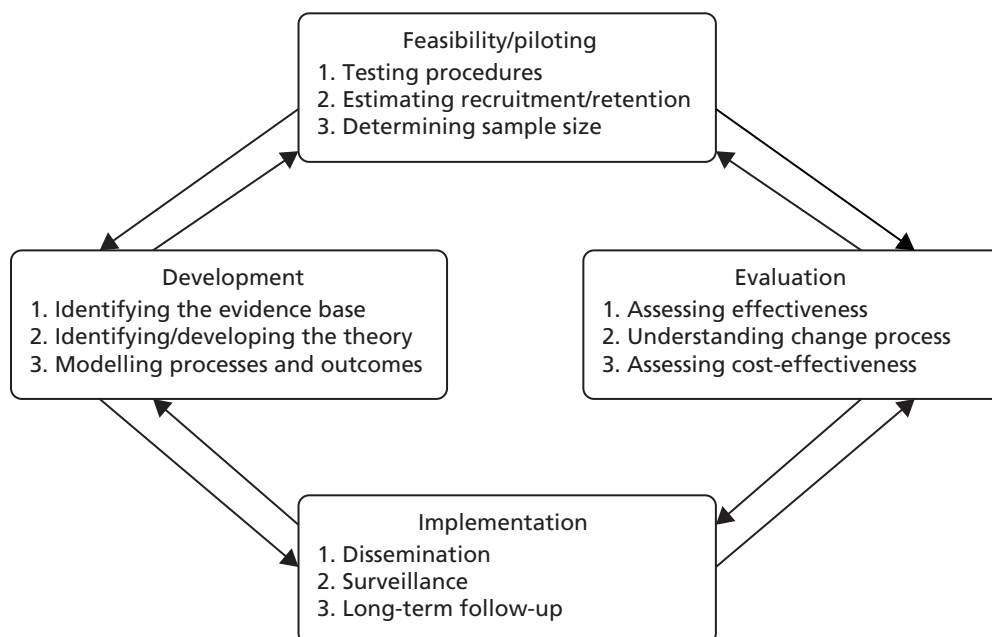 Feasibility/piloting
1. Testing procedures
2. Estimating recruitment/retention
3. Determining sample size
Development
1. Identifying the evidence base
2. Identifying/developing the theory
3. Modelling processes and outcomes
Evaluation
1. Assessing effectiveness
2. Understanding change process
3. Assessing cost-effectiveness
Implementation
1. Dissemination
2. Surveillance
3. Long-term follow-up